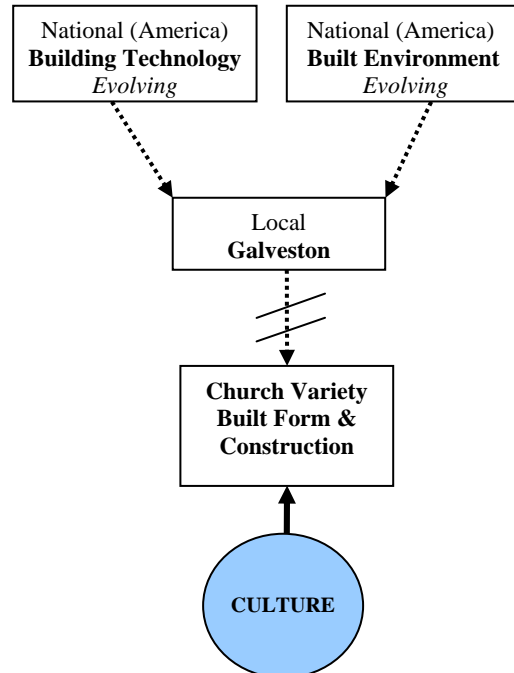 National (America)
Building Technology
Evolving
National (America)
Built Environment
Evolving
Local
Galveston
Church Variety
Built Form &
Construction
CULTURE